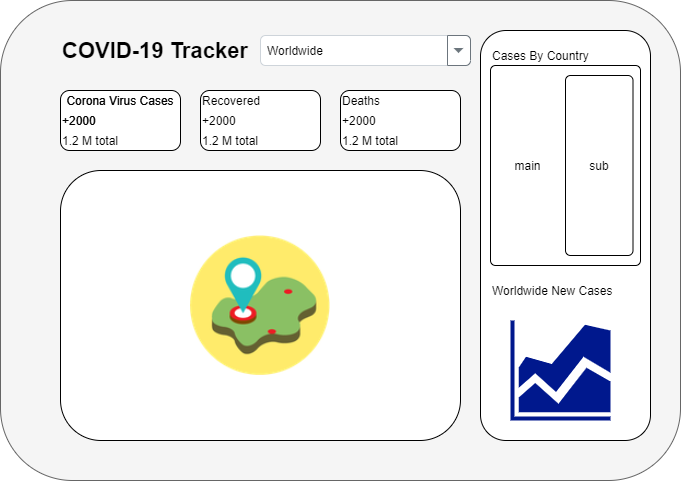 COVID-19 Tracker
Worldwide
Corona Virus Cases
+2000
1.2 M total
Recovered
+2000
1.2 M total
Deaths
+2000
1.2 M total
Cases By Country
main
sub
Worldwide New Cases